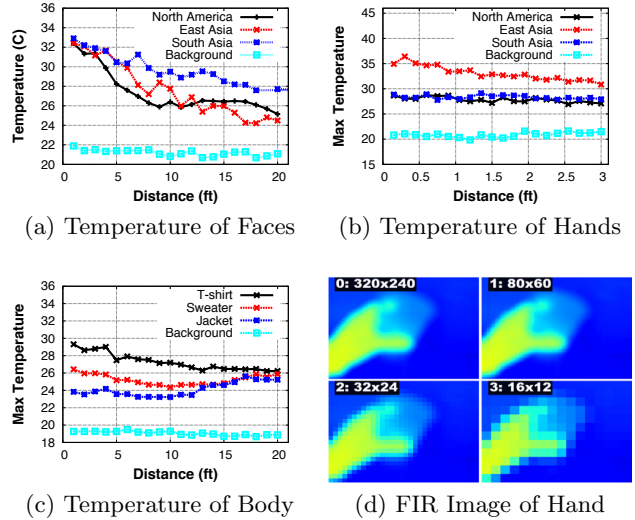 North America
East Asia
South Asia
Background
Temperature (C)
36
34
32
30
28
26
24
22
20
0 5 10 15 20
Distance (ft)
(a) Temperature of Faces
North America
East Asia
South Asia
Background
Max Temperature
45
40
35
30
25
20
15
0 0.5 1 1.5 2 2.5 3
Distance (ft)
(b) Temperature of Hands
T-shirt
Sweater
Jacket
Background
Max Temperature
36
34
32
30
28
26
24
22
20
18
0 5 10 15 20
Distance (ft)
(c) Temperature of Body
0: 320x240
1: 80x60
2: 32x24
3: 16x12
(d) FIR Image of Hand